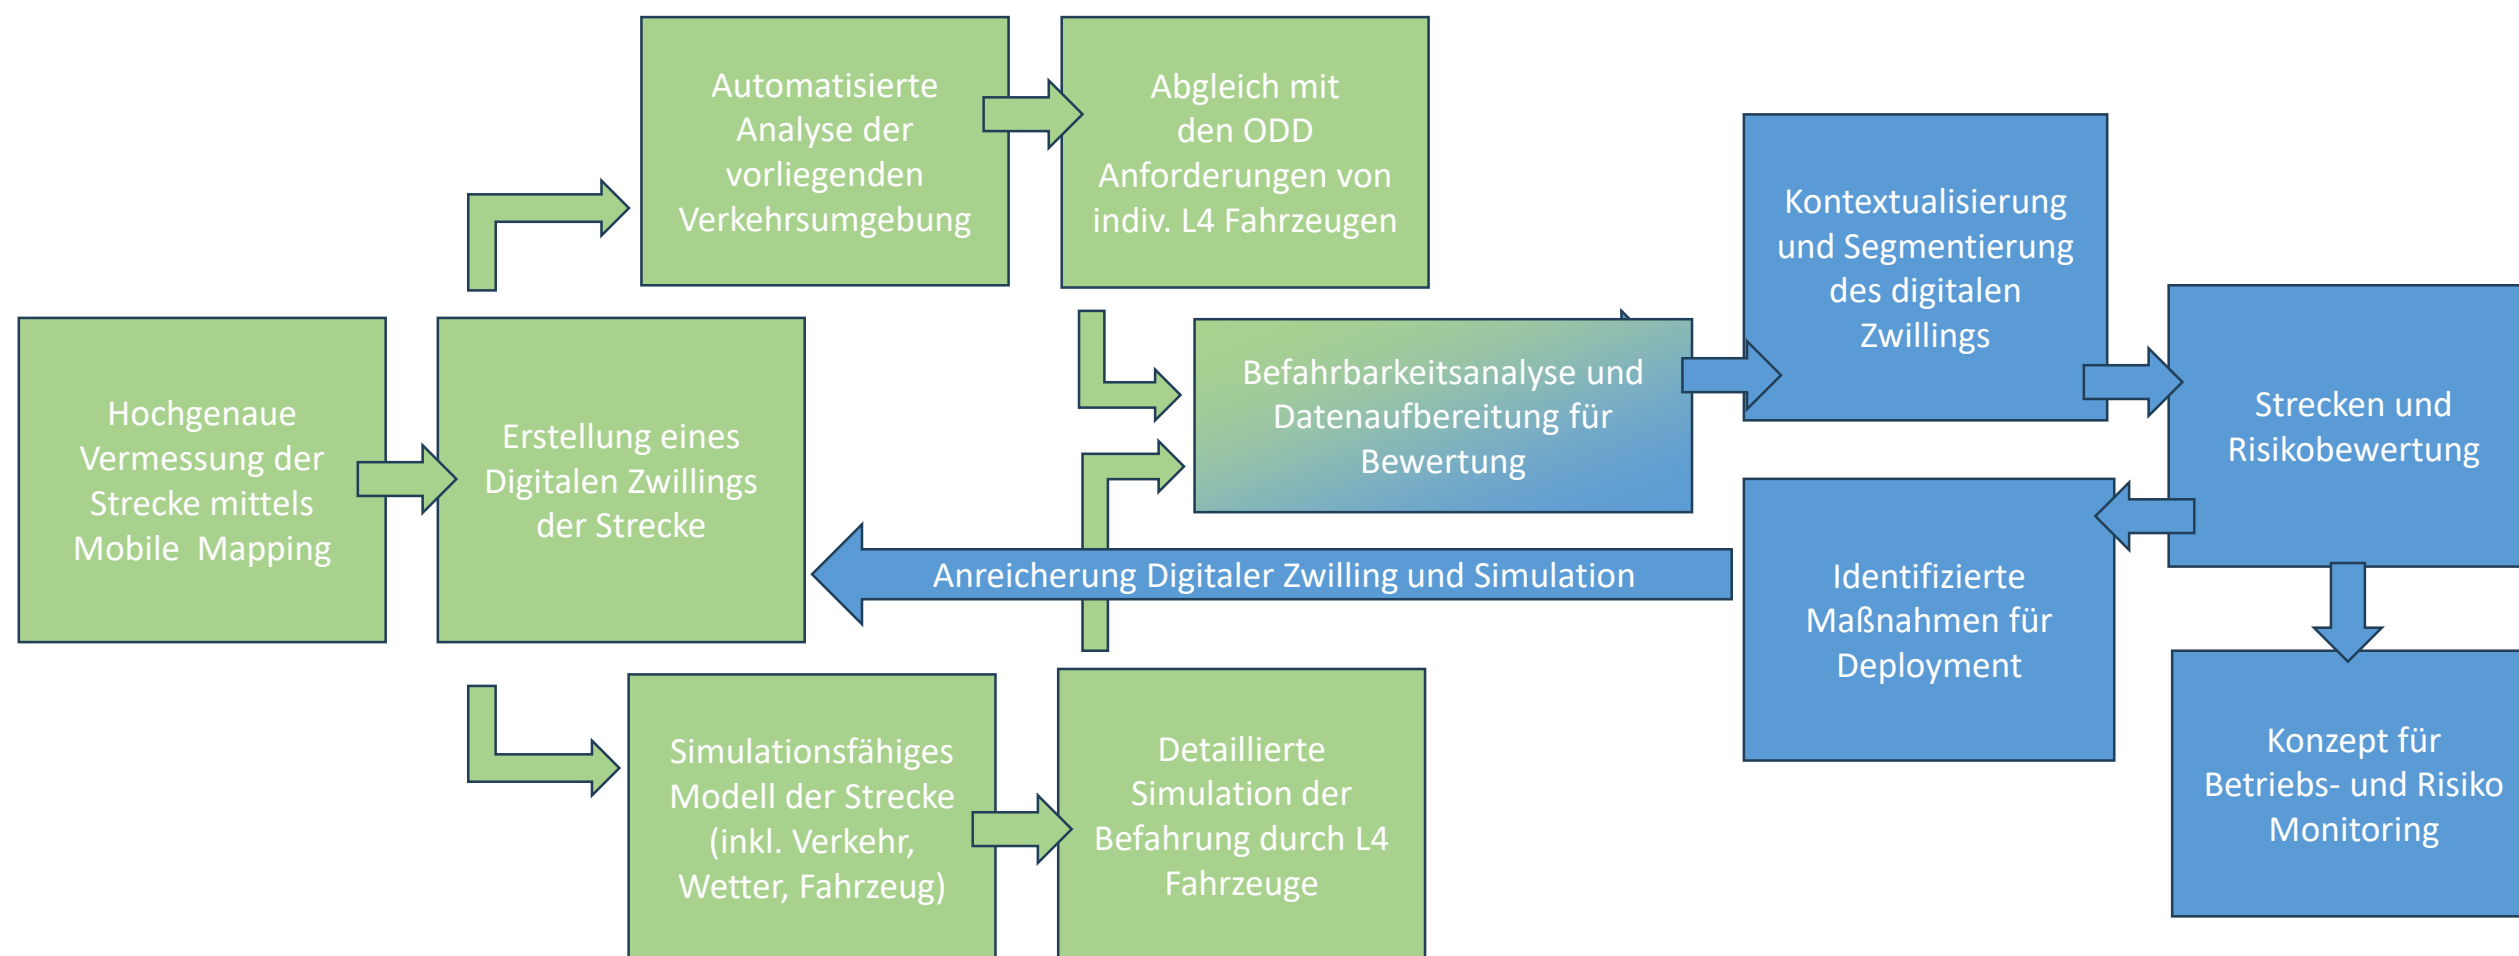 Hochgenaue
Vermessung der
Strecke mittels
Mobile  Mapping
Erstellung eines
Digitalen Zwillings
der Strecke
Automatisierte
Analyse der
vorliegenden
Verkehrsumgebung
Abgleich mit
den ODD
Anforderungen von
indiv. L4 Fahrzeugen
Simulationsfähiges
Modell der Strecke
(inkl. Verkehr,
Wetter, Fahrzeug)
Detaillierte
Simulation der
Befahrung durch L4
Fahrzeuge
Befahrbarkeitsanalyse und
Datenaufbereitung für
Bewertung
Kontextualisierung
und Segmentierung
des digitalen
Zwillings
Strecken und
Risikobewertung
Identifizierte
Maßnahmen für
Deployment
Anreicherung Digitaler Zwilling und Simulation
Konzept für
Betriebs- und Risiko
Monitoring